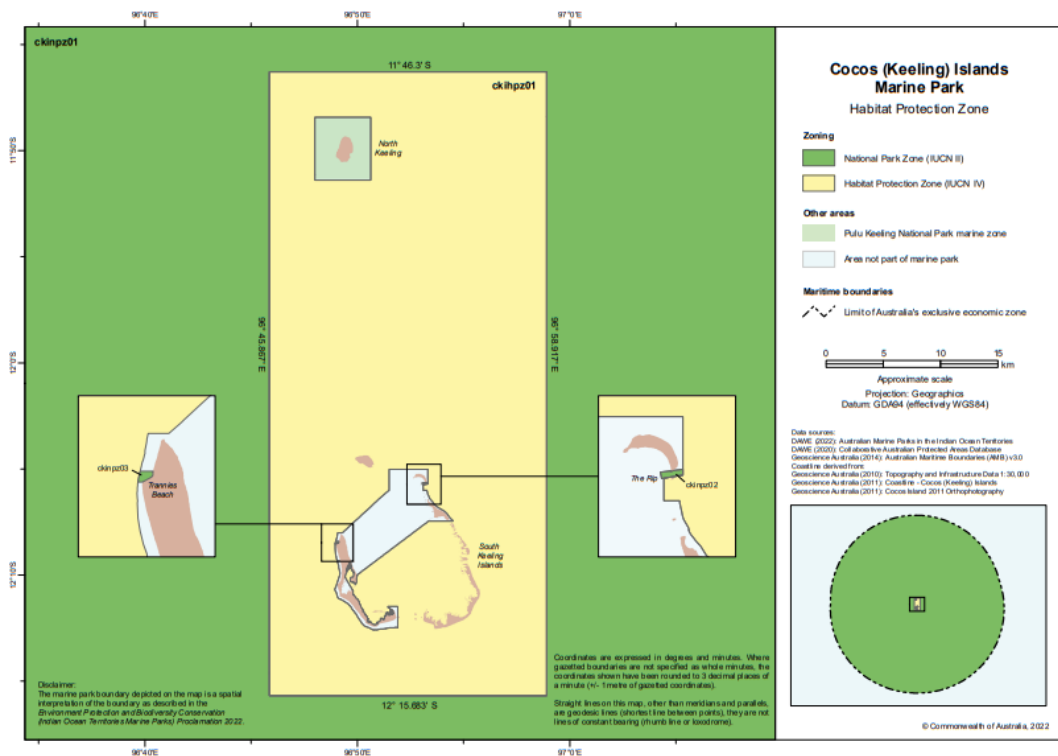 96°40'0"E
96°50'0"E
97°0'0"E
ckinpz01
11° 46.3' S
ckihpz01
11°50'S
North
Keeling
96° 45.867' E
96° 58.917' E
12°0'S
ckinpz03
Trannies
Beach
The Rip
ckinpz02
South
Keeling
Islands
12°10'S
Disclaimer:
The marine park boundary depicted on the map is a spatial
interpretation of the boundary as described in the
Environment Protection and Biodiversity Conservation
(Indian Ocean Territories Marine Parks) Proclamation 2022.
12° 15.683' S
Coordinates are expressed in degrees and minutes. Where
gazetted boundaries are not specified as whole minutes, the
coordinates shown have been rounded to 3 decimal places of
a minute (+/- 1 metre of gazetted coordinates).
Straight lines on this map, other than meridians and parallels,
are geodesic lines (shortest line between points), they are not
lines of constant bearing (rhumb line or loxodrome).
96°40'0"E
96°50'0"E
97°0'0"E
Cocos (Keeling) Islands
Marine Park
Habitat Protection Zone
Zoning
National Park Zone (IUCN II)
Habitat Protection Zone (IUCN IV)
Other areas
Pulu Keeling National Park marine zone
Area not part of marine park
Maritime boundaries
Limit of Australia's exclusive economic zone
0 5 10 15
km
Approximate scale
Projection: Geographics
Datum: GDA94 (effectively WGS84)
Data sources:
DAWE (2022): Australian Marine Parks in the Indian Ocean Territories
DAWE (2020): Collaborative Australian Protected Areas Database
Geoscience Australia (2014): Australian Maritime Boundaries (AMB) v3.0
Coastline derived from:
Geoscience Australia (2010): Topography and Infrastructure Data 1:30,000
Geoscience Australia (2011): Coastline - Cocos (Keeling) Islands
Geoscience Australia (2011): Cocos Island 2011 Orthophotography
© Commonwealth of Australia, 2022